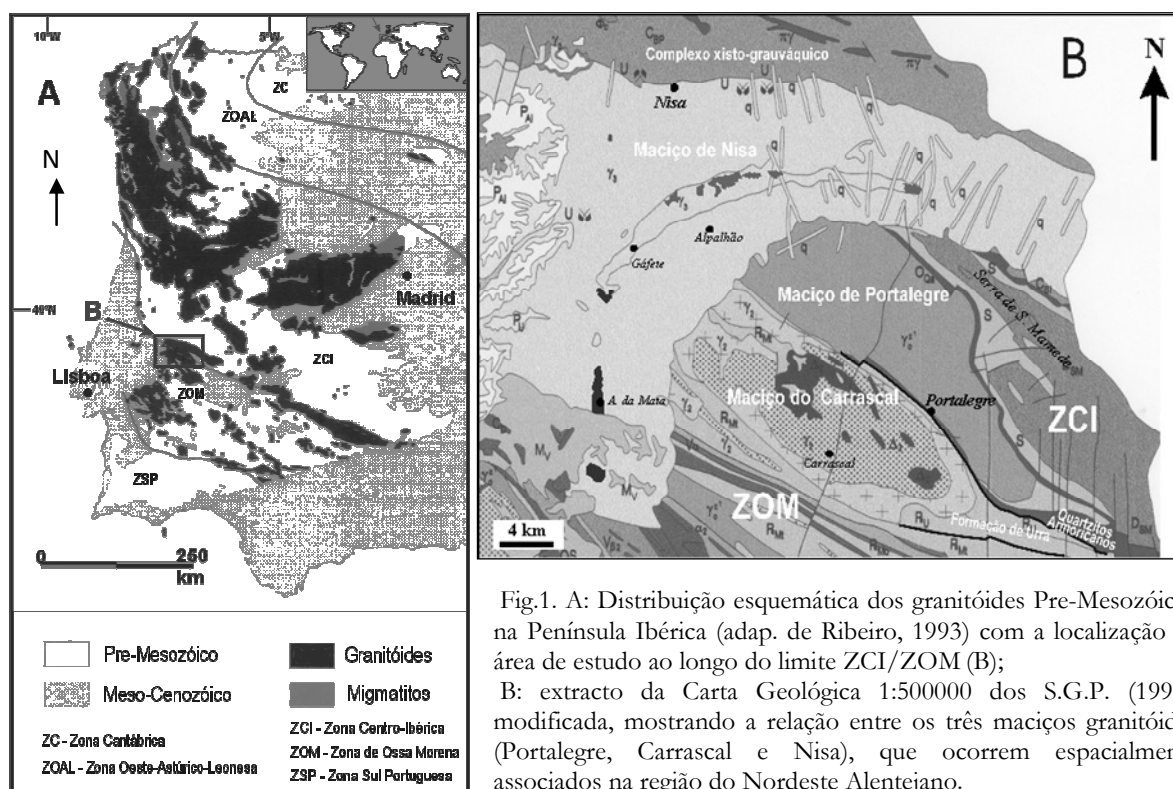 10°W
5°W
A
ZC
ZOAL
N
B
Madrid
40°N
ZCI
Lisboa
ZOM
ZSP
0
250
km
Pre-Mesozóico
Granitóides
Meso-Cenozóico
Migmatitos
ZC - Zona Cantábrica
ZCI - Zona Centro-Ibérica
ZOAL - Zona Oeste-Astúrico-Leonesa
ZOM - Zona de Ossa Morena
ZSP - Zona Sul Portuguesa
Complexo xisto-grauváquico
B
N
πγ
U
U
U
Nisa
q
q
q
Maciço de Nisa
Alpalhão
Gáfete
Maciço de Portalegre
S
Serra de Sª Mamede
S
A. da Mata
Maciço do Carrascal
Portalegre
ZCI
Carrascal
S
ZOM
4 km
Formação de Urra
Quartzitos
Armoricanos
Fig.1. A: Distribuição esquemática dos granitóides Pre-Mesozóic
na Península Ibérica (adap. de Ribeiro, 1993) com a localização
área de estudo ao longo do limite ZCI/ZOM (B);
B: extracto da Carta Geológica 1:500000 dos S.G.P. (199
modificada, mostrando a relação entre os três maciços granitóid
(Portalegre, Carrascal e Nisa), que ocorrem espacialmen
associados na região do Nordeste Alentejano.